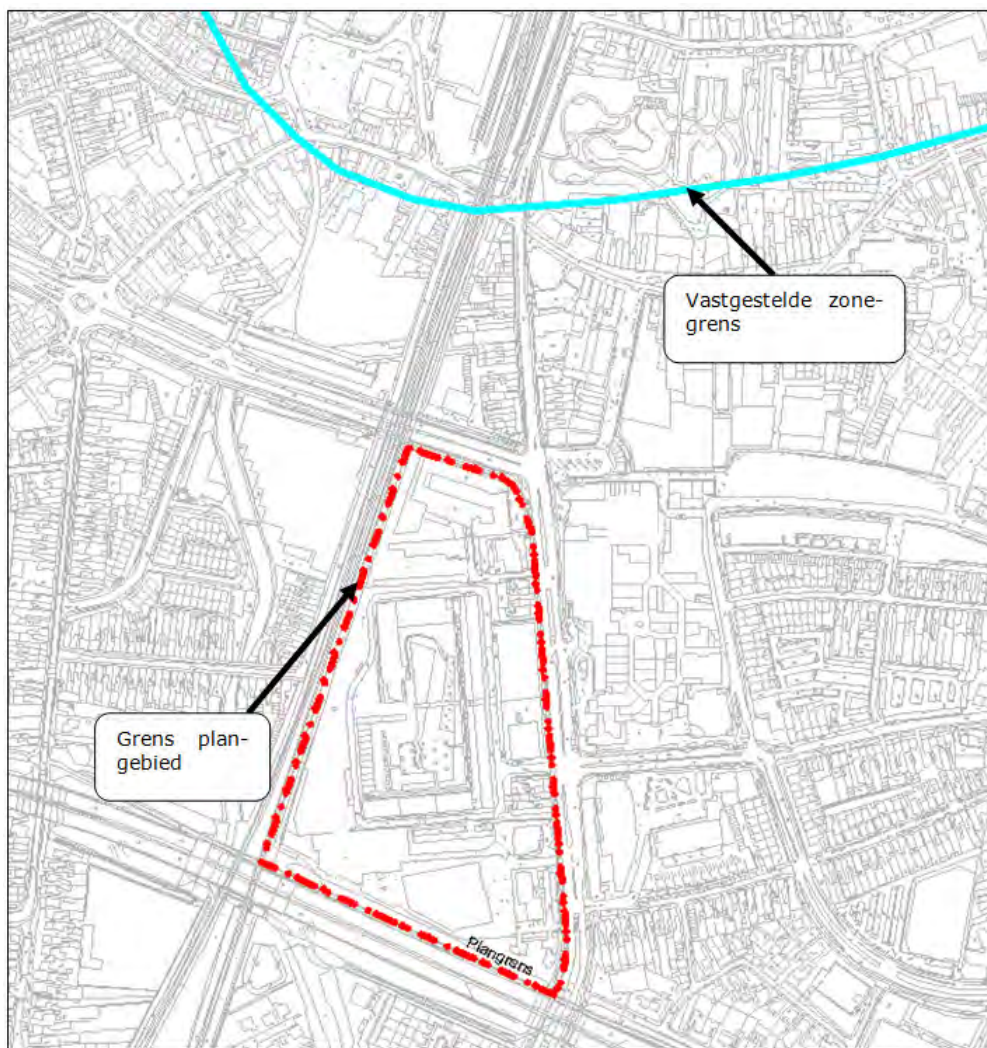 Vastgestelde zone-
grens
Grens plan-
gebied
Plangrens